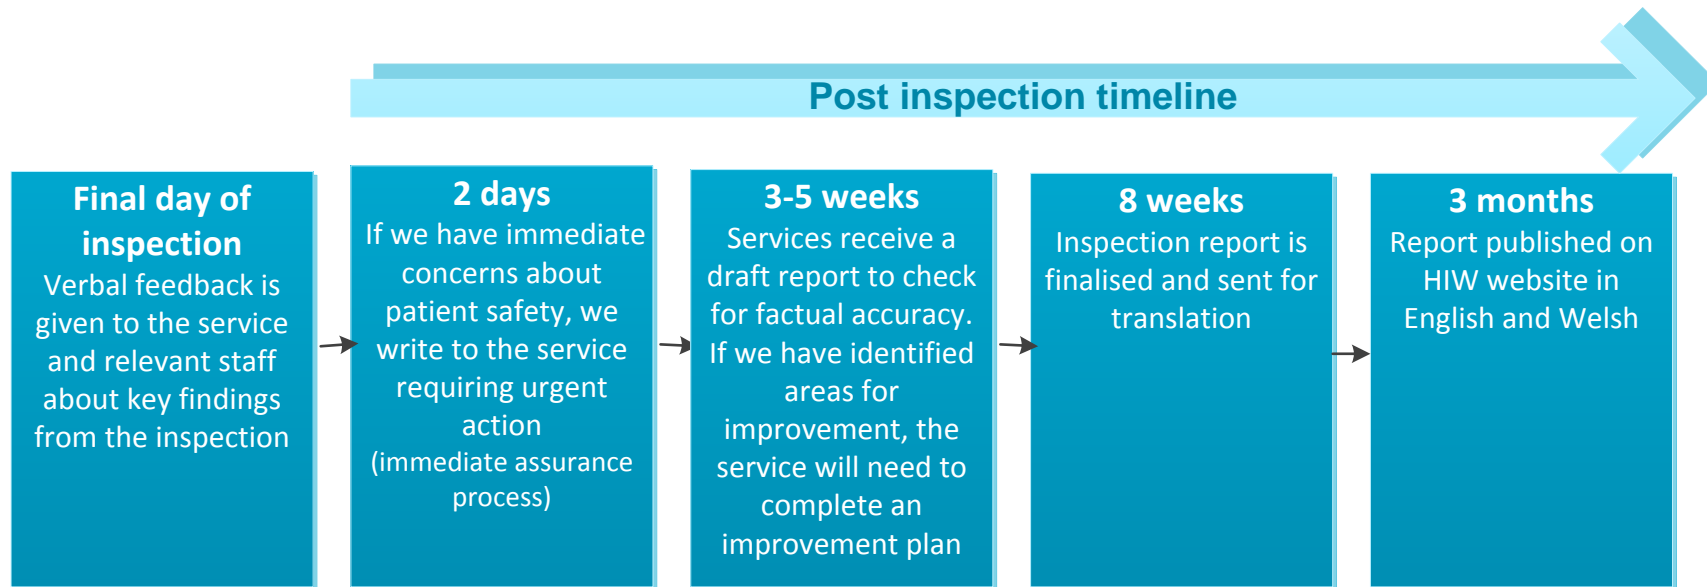 Post inspection timeline
Final day of
inspection
Verbal feedback is
given to the service
and relevant staff
about key findings
from the inspection
2 days
If we have immediate
concerns about
patient safety, we
write to the service
requiring urgent
action
(immediate assurance
process)
3-5 weeks
Services receive a
draft report to check
for factual accuracy.
If we have identified
areas for
improvement, the
service will need to
complete an
improvement plan
8 weeks
Inspection report is
finalised and sent for
translation
3 months
Report published on
HIW website in
English and Welsh